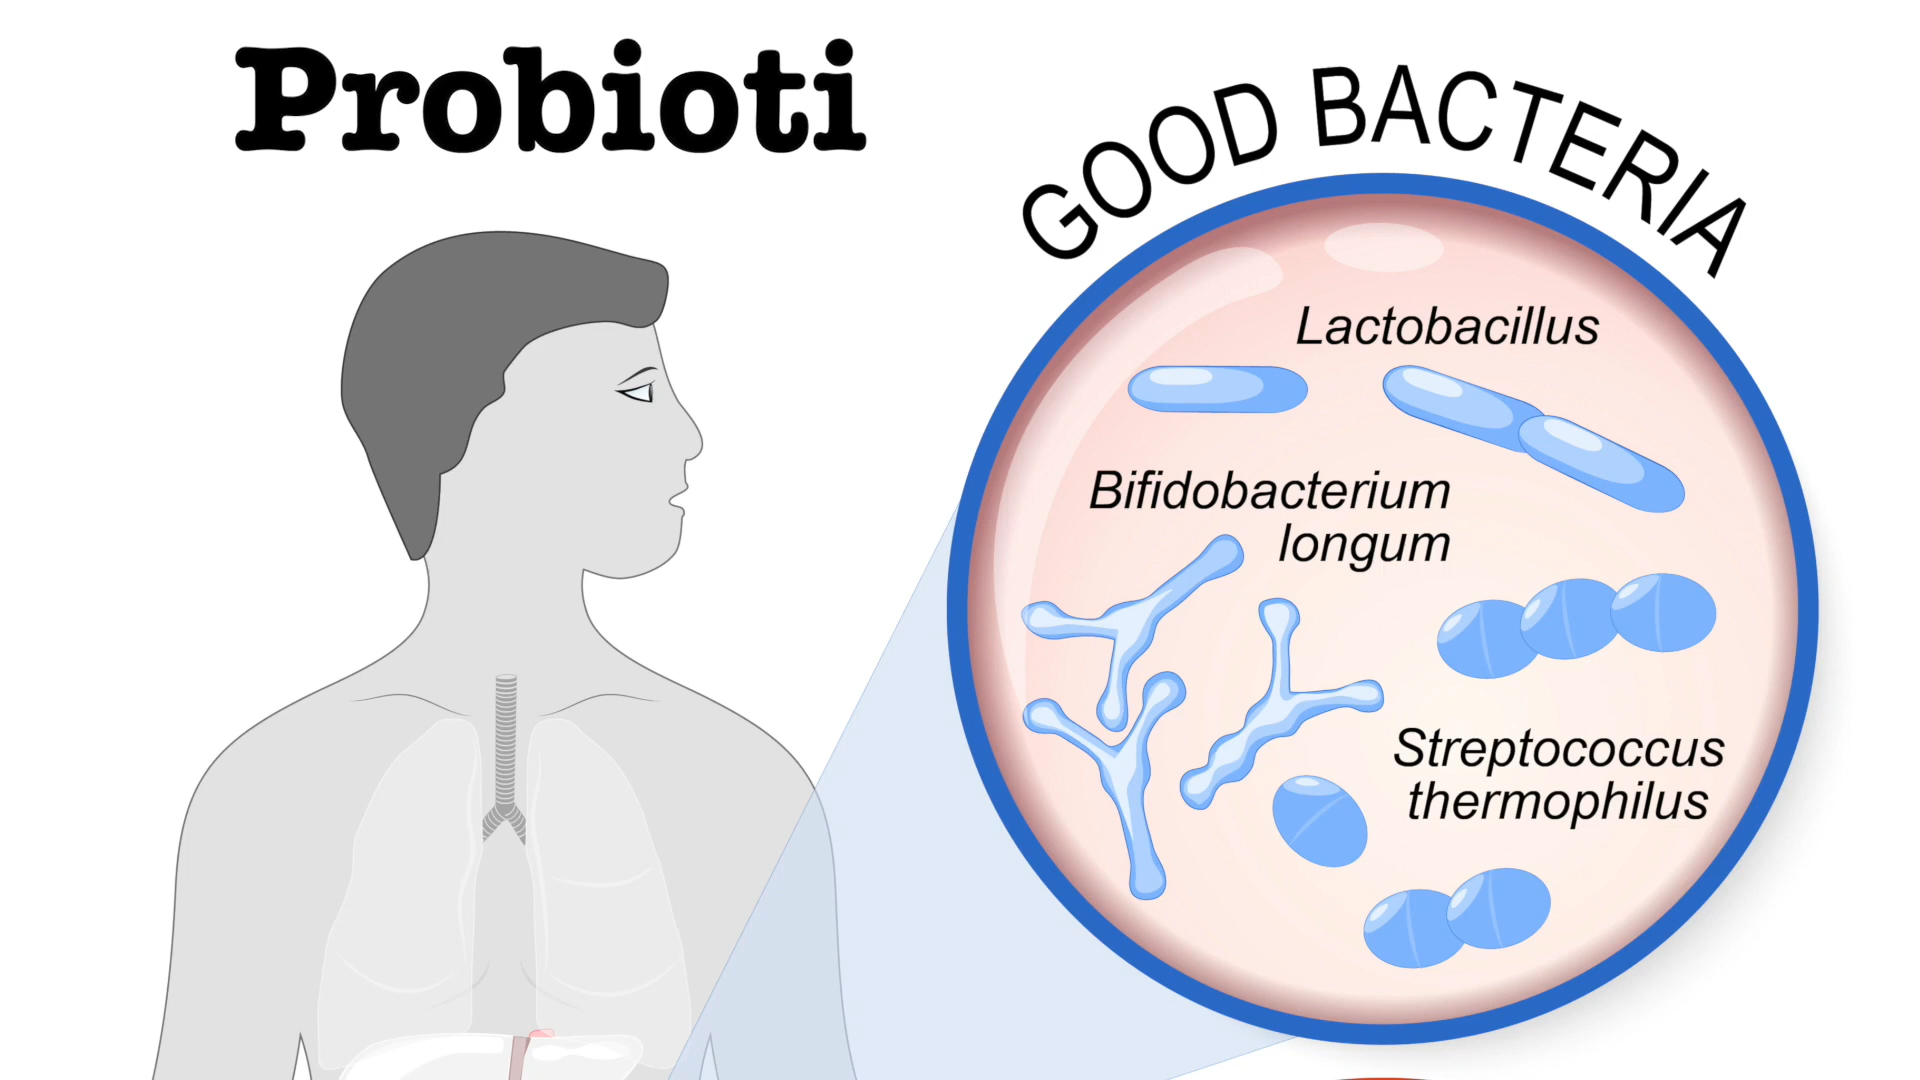 Probioti
GOOD BACTERIA
Lactobacillus
Bifidobacterium
longum
Streptococcus
thermophilus